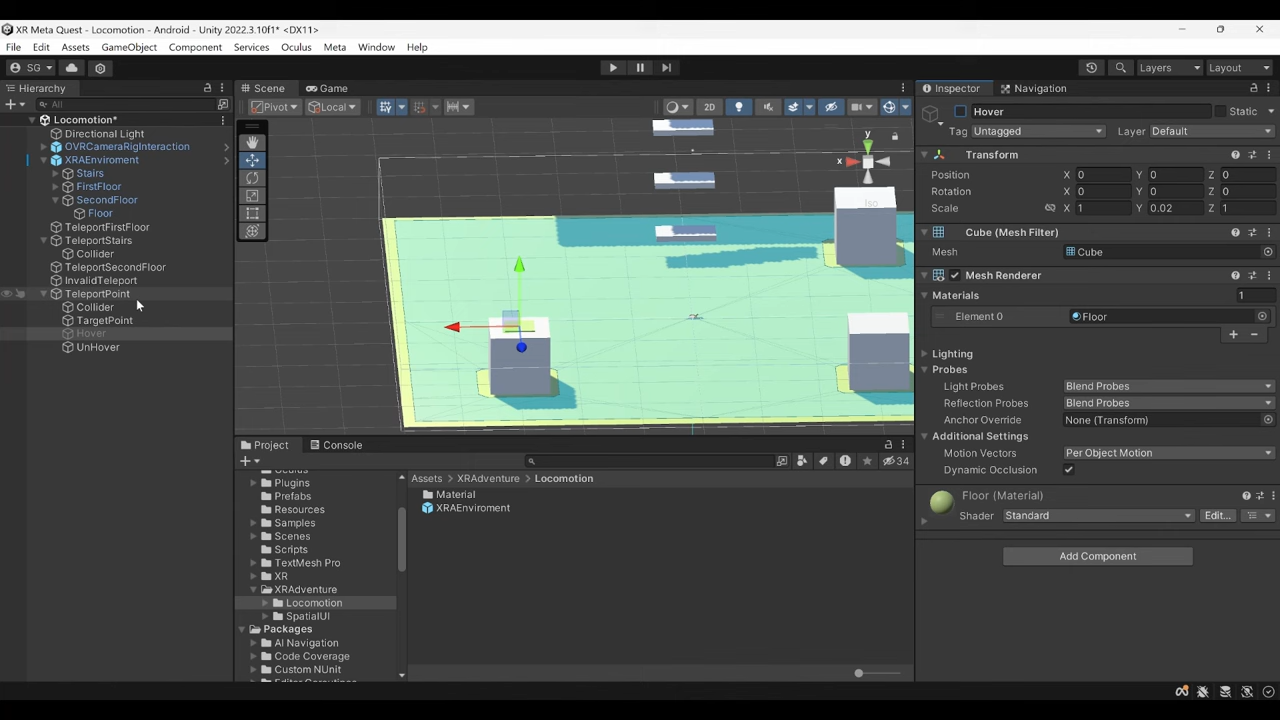 XR Meta Quest - Locomotion - Android - Unity 2022.3.10f1* <DX11>
File Edit Assets GameObject Component Services Oculus Meta Window Help
SG Layers Layout
Hierarchy
All
Locomotion*
Directional Light
OVRCameraRigInteraction
XRAEnviroment
Stairs
FirstFloor
SecondFloor
Floor
TeleportFirstFloor
TeleportStairs
Collider
TeleportSecondFloor
InvalidTeleport
TeleportPoint
Collider
TargetPoint
Hover
UnHover
Scene Game
Pivot Local 2D
y
x
Iso
Project Console
34
Plugins
Prefabs
Resources
Samples
Scenes
Scripts
TextMesh Pro
XR
XRAdventure
Locomotion
SpatialUI
Packages
AI Navigation
Code Coverage
Custom NUnit
Assets XRAdventure Locomotion
Material
XRAEnviroment
Inspector Navigation
Hover Static
Tag Untagged Layer Default
Transform
Position X 0 Y 0 Z 0
Rotation X 0 Y 0 Z 0
Scale X 1 Y 0.02 Z 1
Cube (Mesh Filter)
Mesh Cube
Mesh Renderer
Materials 1
Element 0 Floor
Lighting
Probes
Light Probes Blend Probes
Reflection Probes Blend Probes
Anchor Override None (Transform)
Additional Settings
Motion Vectors Per Object Motion
Dynamic Occlusion
Floor (Material)
Shader Standard Edit...
Add Component